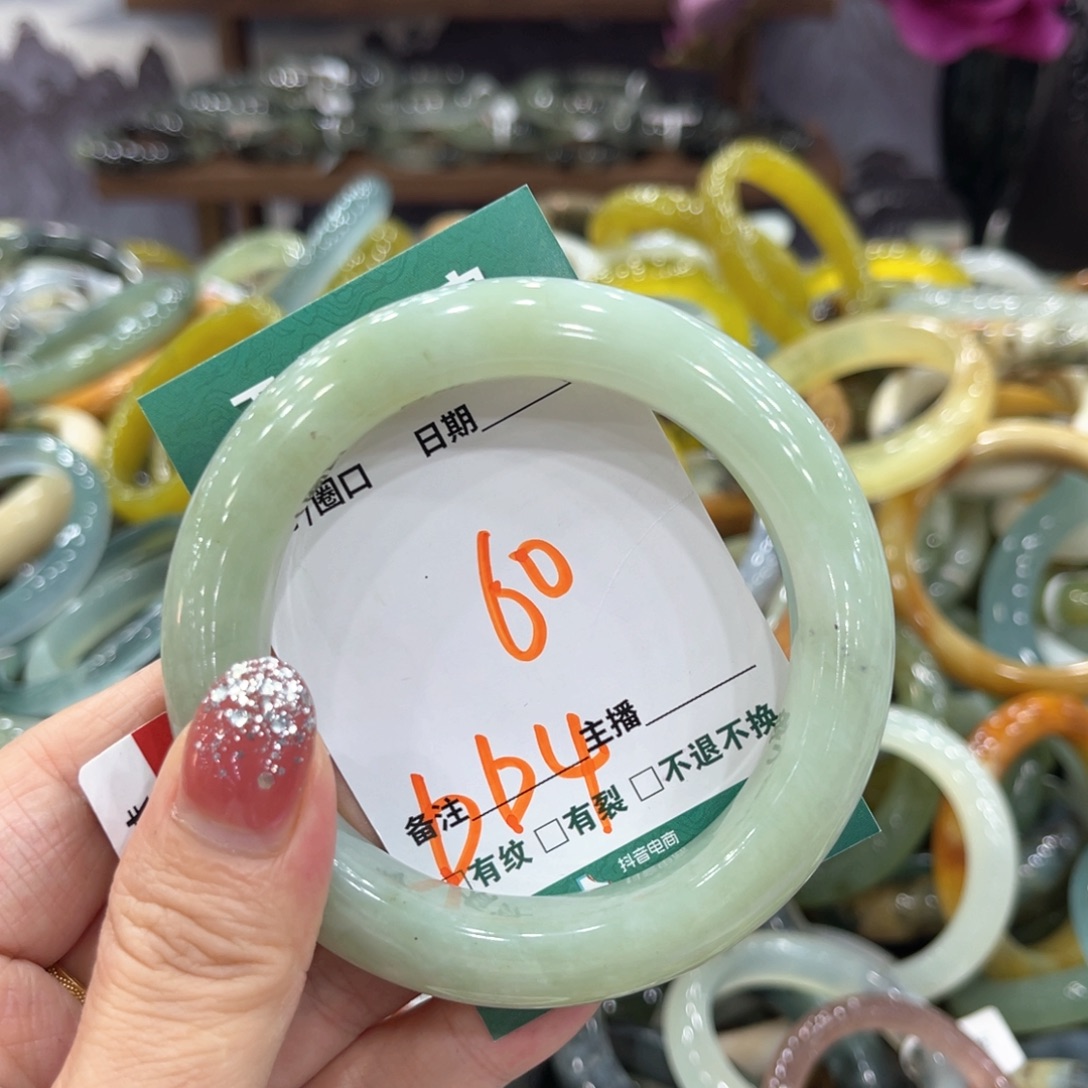 日期
圈口
60
主播
bb4
备注
有纹 有裂 不退不换
抖音电商